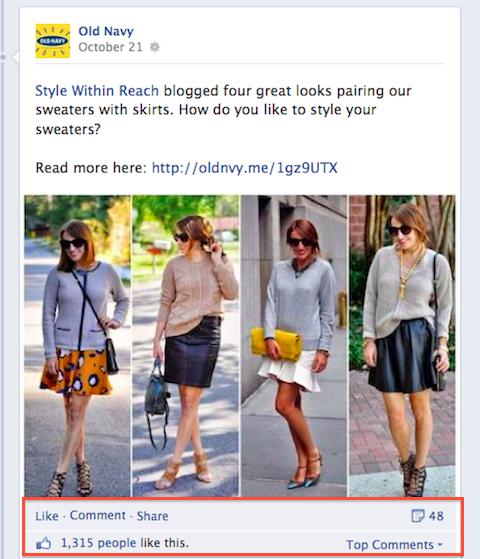 OLD NAVY
Old Navy
October 21
Style Within Reach blogged four great looks pairing our
sweaters with skirts. How do you like to style your
sweaters?
Read more here: http://oldnvy.me/1gz9UTX
Like · Comment · Share
48
1,315 people like this.
Top Comments